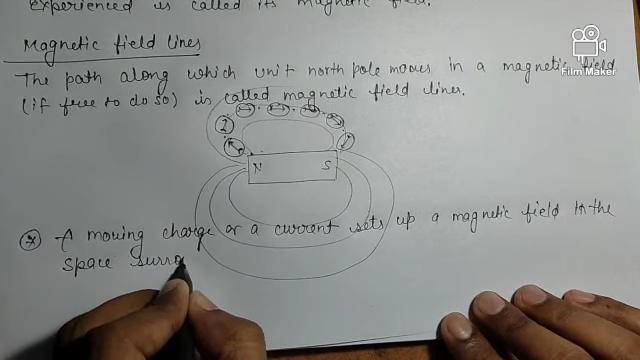 experienced is called its magnetic field.
Magnetic field lines
The path along which unit north pole moves in a magnetic field
(if free to do so) is called magnetic field lines.
N S
A moving charge or a current sets up a magnetic field in the
space surro
Film Maker